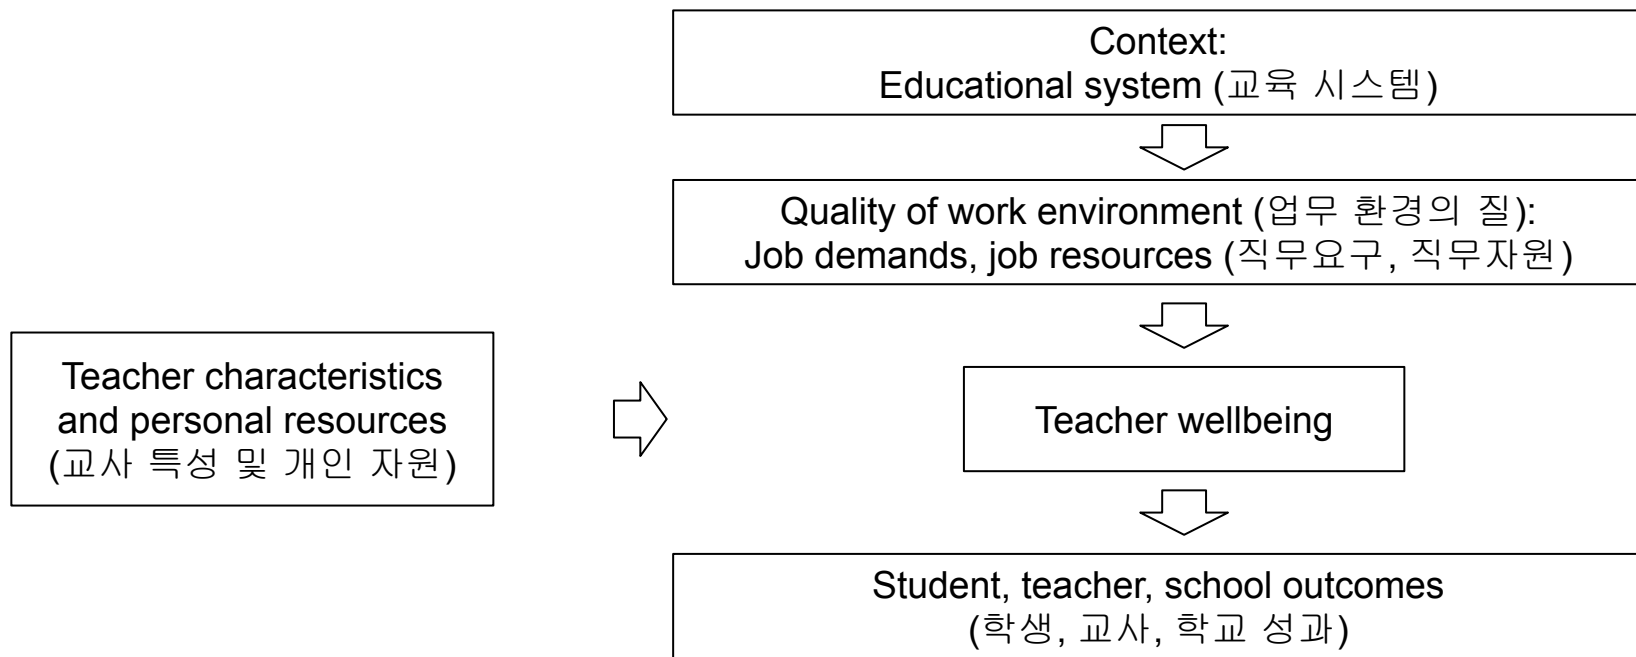 Context:
Educational system (교육 시스템)
Quality of work environment (업무 환경의 질):
Job demands, job resources (직무요구, 직무자원)
Teacher characteristics
and personal resources
(교사 특성 및 개인 자원)
Teacher wellbeing
Student, teacher, school outcomes
(학생, 교사, 학교 성과)